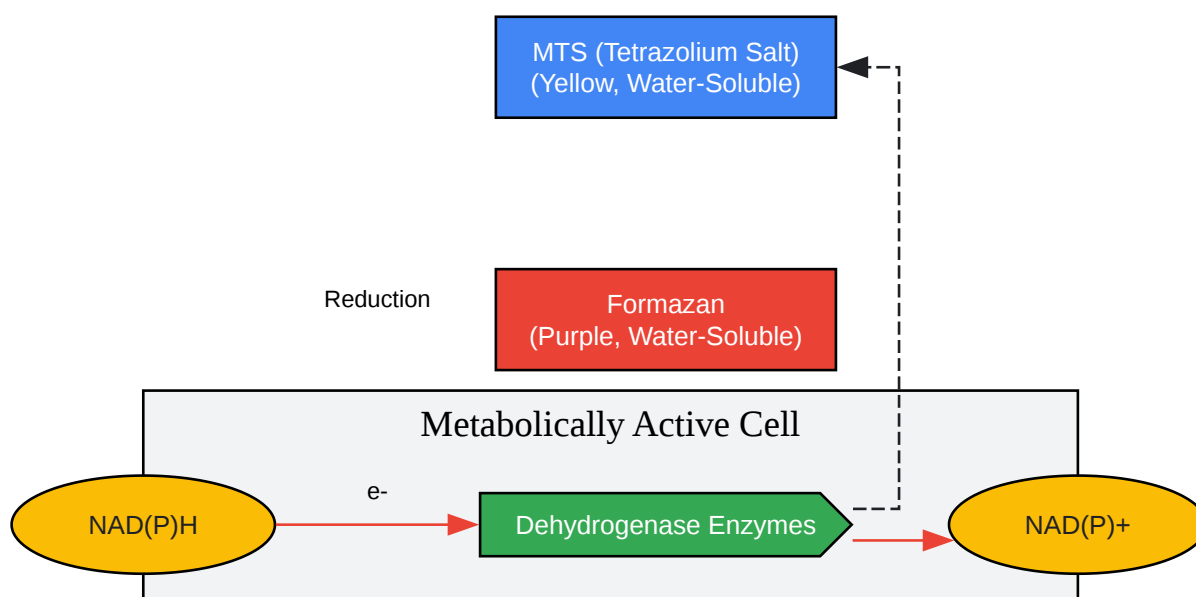 MTS (Tetrazolium Salt)
(Yellow, Water-Soluble)
Reduction
Formazan
(Purple, Water-Soluble)
Metabolically Active Cell
e-
NAD(P)H
Dehydrogenase Enzymes
NAD(P)+